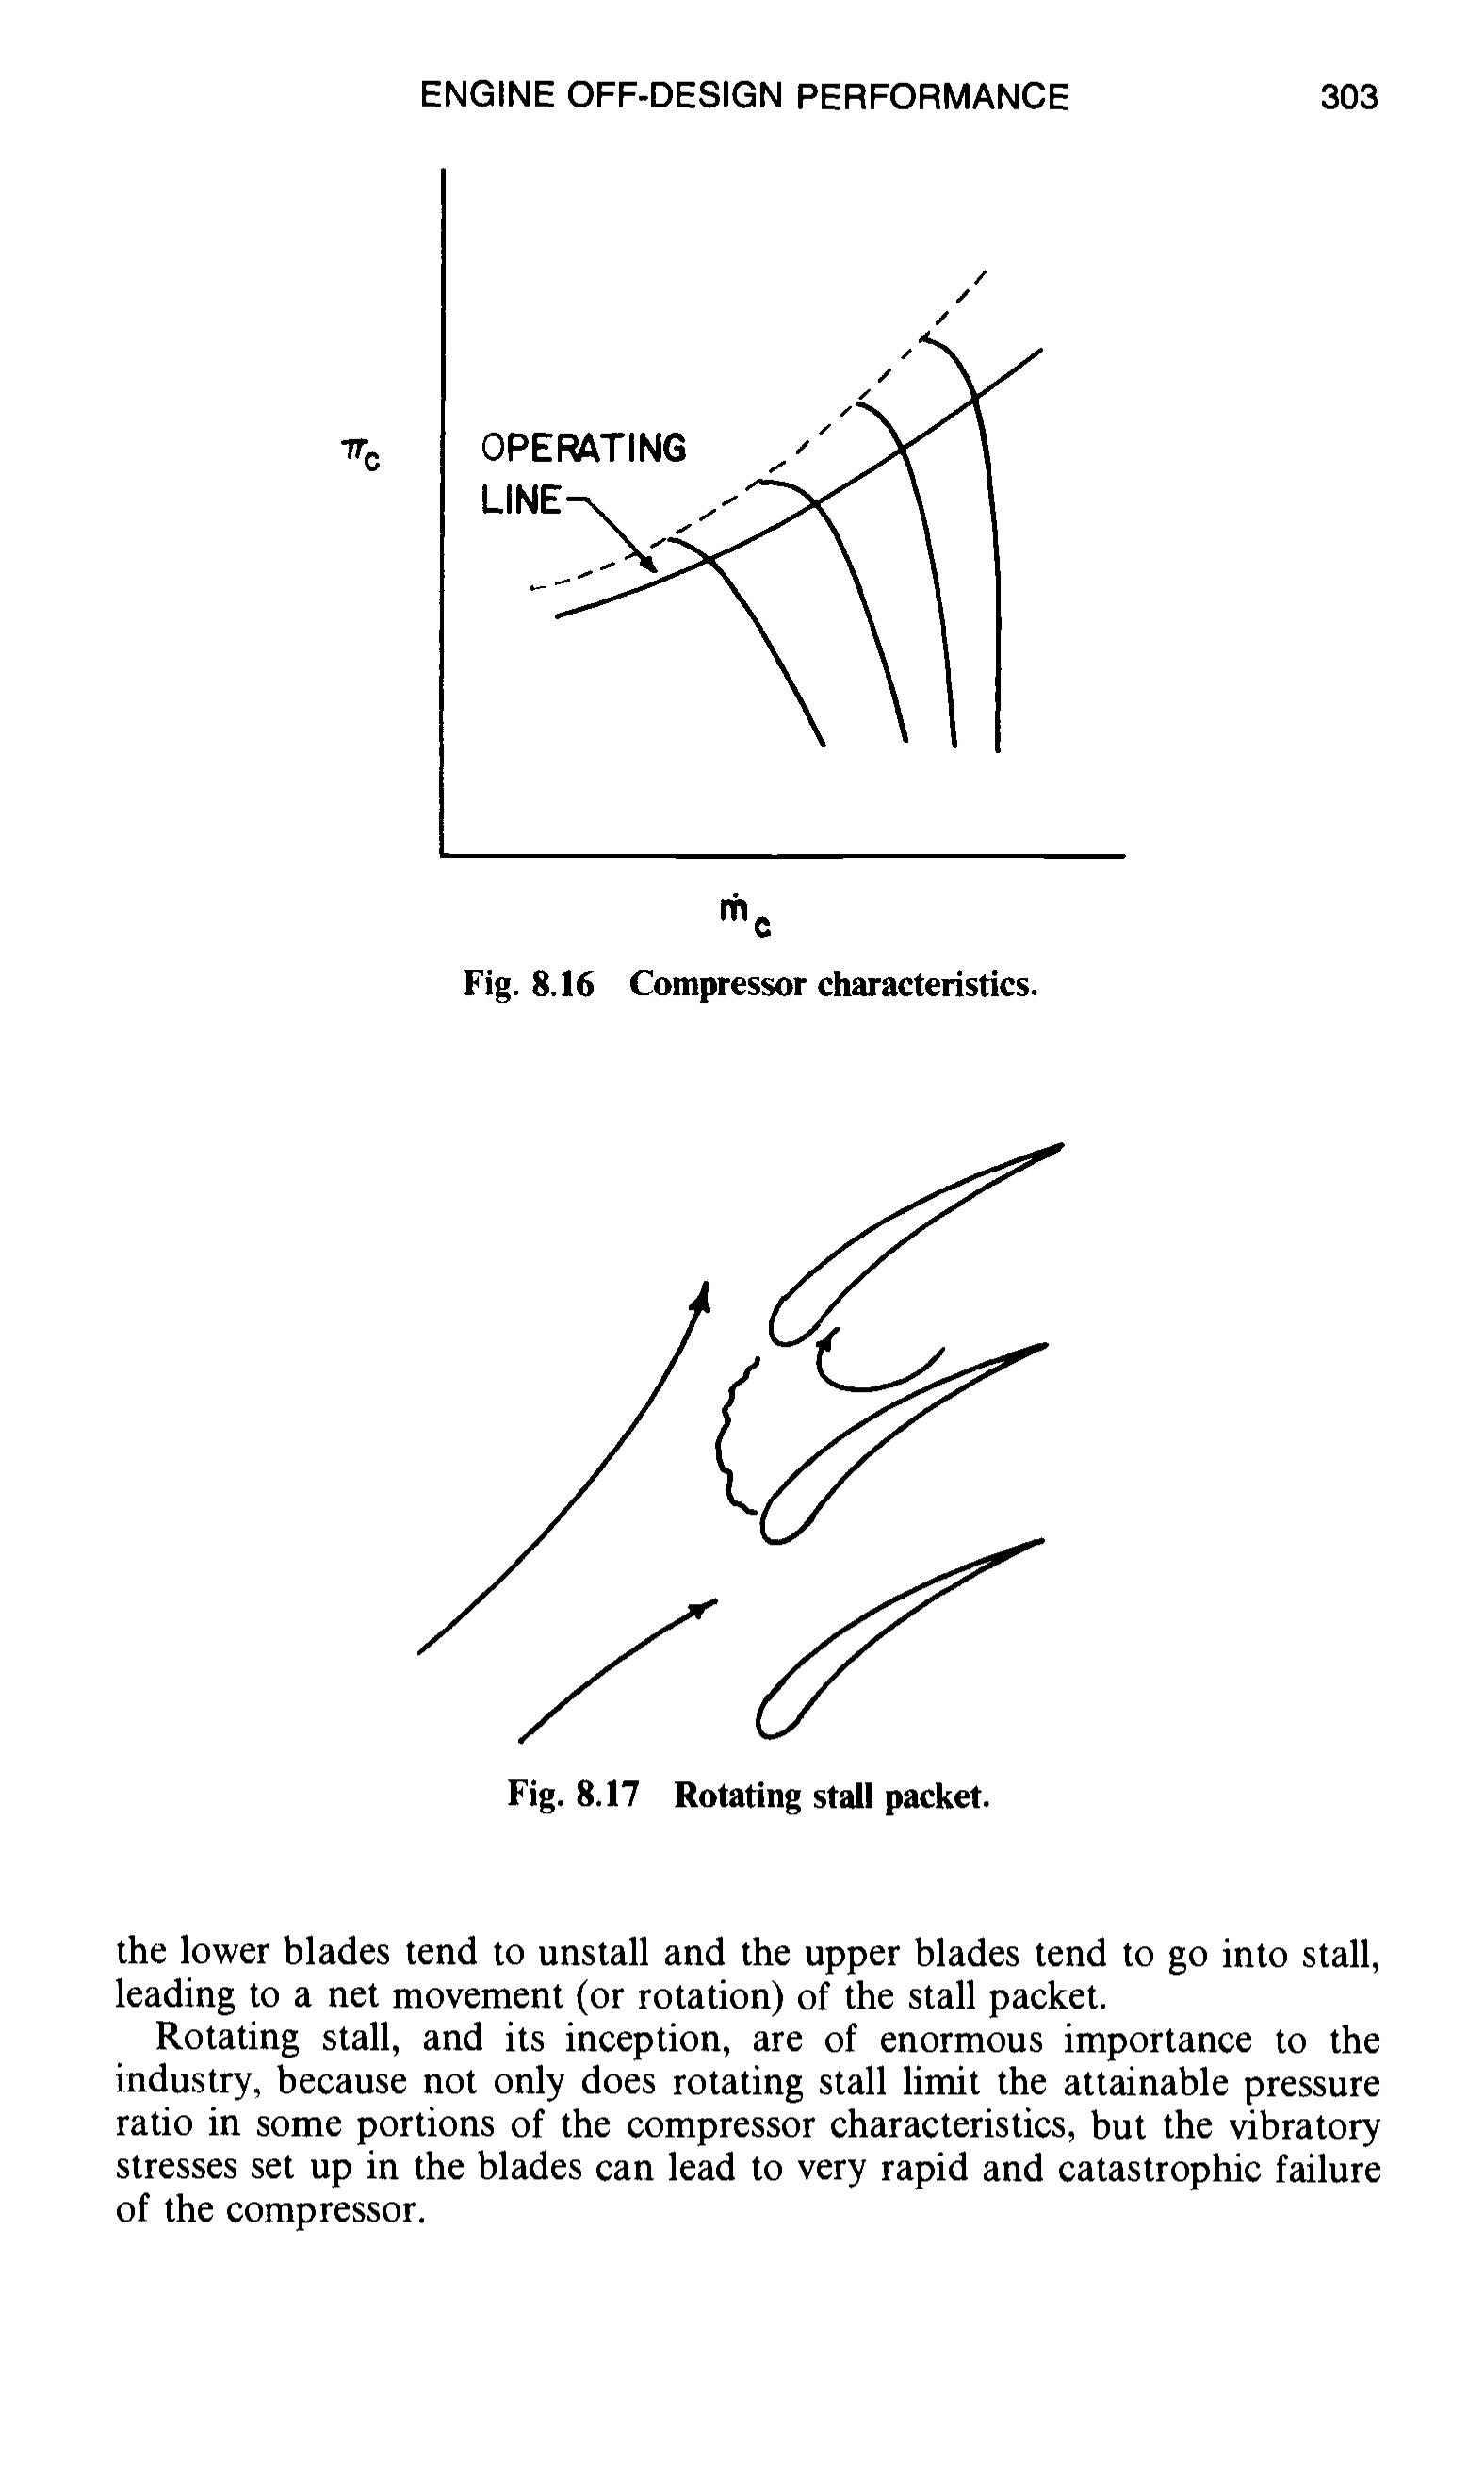 ENGINE OFF-DESIGN PERFORMANCE 303
πc
OPERATING
LINE
ṁc
Fig. 8.16 Compressor characteristics.
Fig. 8.17 Rotating stall packet.
the lower blades tend to unstall and the upper blades tend to go into stall,
leading to a net movement (or rotation) of the stall packet.
Rotating stall, and its inception, are of enormous importance to the
industry, because not only does rotating stall limit the attainable pressure
ratio in some portions of the compressor characteristics, but the vibratory
stresses set up in the blades can lead to very rapid and catastrophic failure
of the compressor.